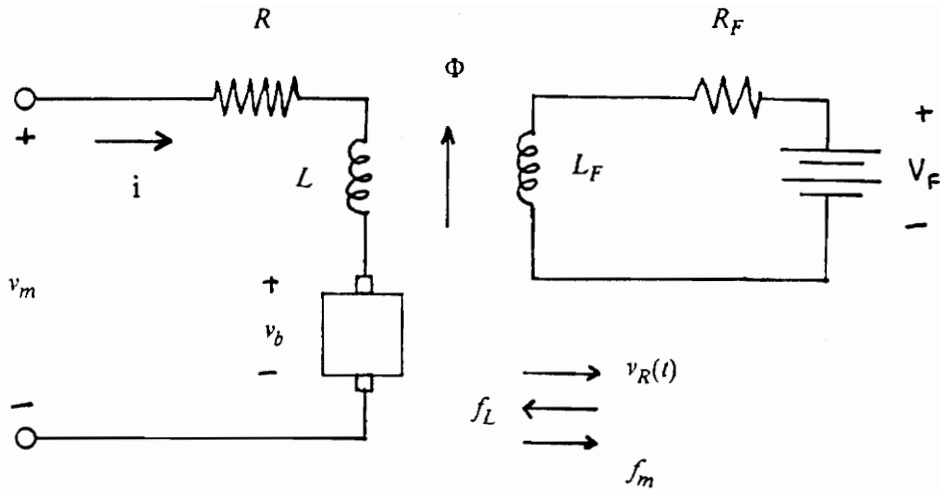 R R_F
Φ
+ +
i L L_F V_F
-
v_m + v_b -
v_R(t)
- f_L
f_m